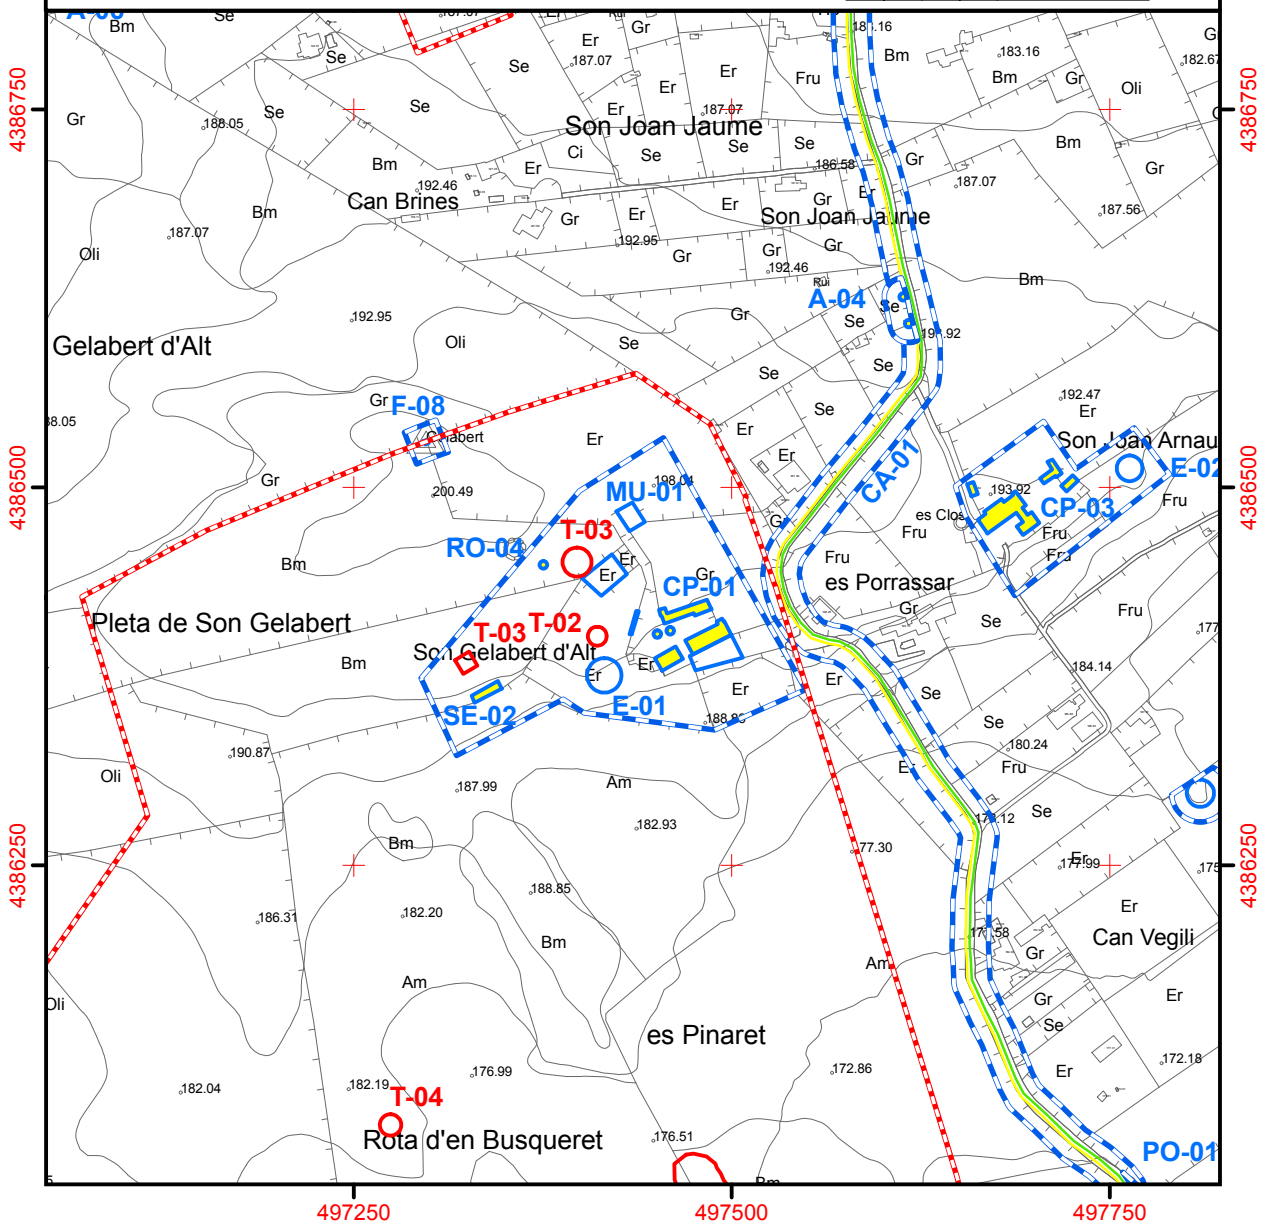 Se
187.07
Er
Gr
183.16
Gr
A-06
Bm
Er
Bm
183.16
182.67
Se
Se
187.07
Er
Fru
Bm
Gr
Oli
4386750
Se
Se
Er
4386750
Gr
188.05
Er
187.07
Son Joan Jaume
Ci
Se
Se
Se
Bm
Bm
Er
186.58
Gr
Gr
192.46
187.07
Can Brines
Er
Gr
Er
Bm
Gr
Er
Son Joan Jaume
187.56
187.07
192.95
Gr
Gr
Gr
Oli
192.46
Bm
Rui
A-04
Se
192.95
Gr
Se
Gelabert d'Alt
Oli
Se
Se
Se
Gr
192.47
F-08
Se
Er
Er
Er
Son Joan Arnau
Er
E-02
Gr
198.04
CA-01
4386500
200.49
MU-01
193.92
Fru
4386500
T-03
es Clos
CP-03
Fru
Fru
RO-04
Er
Fru
Fru
Bm
Er
Gr
CP-01
es Porrassar
Gr
Fru
Pleta de Son Gelabert
T-03
T-02
Se
Bm
Son Gelabert d'Alt
Er
184.14
Er
Er
Er
Se
SE-02
E-01
Se
190.87
180.24
Oli
Fru
187.99
Am
Se
182.93
Bm
Er
177.99
4386250
4386250
188.85
182.20
186.31
Er
Bm
Can Vegili
Gr
Am
Am
Er
Oli
Gr
Se
es Pinaret
172.18
172.86
Er
182.04
182.19
176.99
T-04
Rota d'en Busqueret
176.51
PO-01
Bm
497250
497500
497750